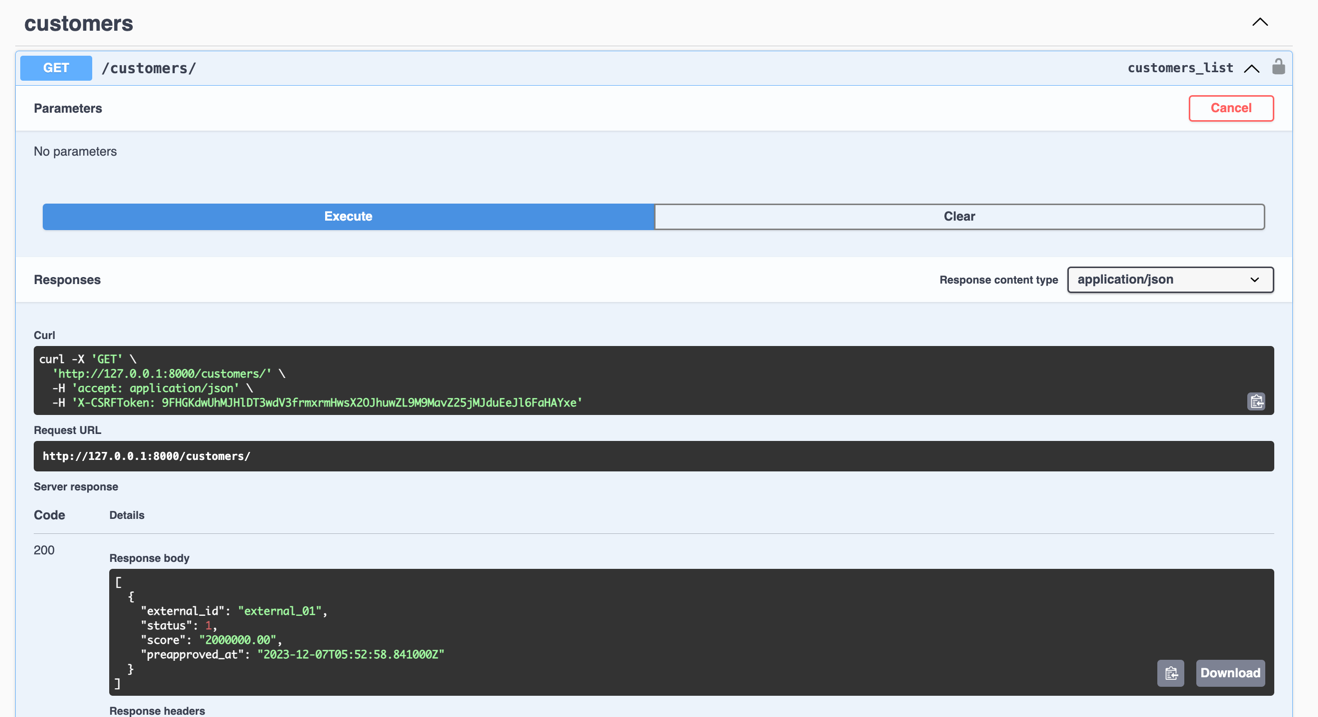 customers
GET /customers/ customers_list
Parameters Cancel
No parameters
Execute Clear
Responses Response content type application/json
Curl
curl -X 'GET' \
'http://127.0.0.1:8000/customers/' \
-H 'accept: application/json' \
-H 'X-CSRFToken: 9FHGKdwUhMJHlDT3wdV3frmxrmHwsX2OJhuwZL9M9MavZ25jMJduEeJl6FaHAYxe'
Request URL
http://127.0.0.1:8000/customers/
Server response
Code Details
200
Response body
[
{
"external_id": "external_01",
"status": 1,
"score": "2000000.00",
"preapproved_at": "2023-12-07T05:52:58.841000Z"
}
]
Download
Response headers